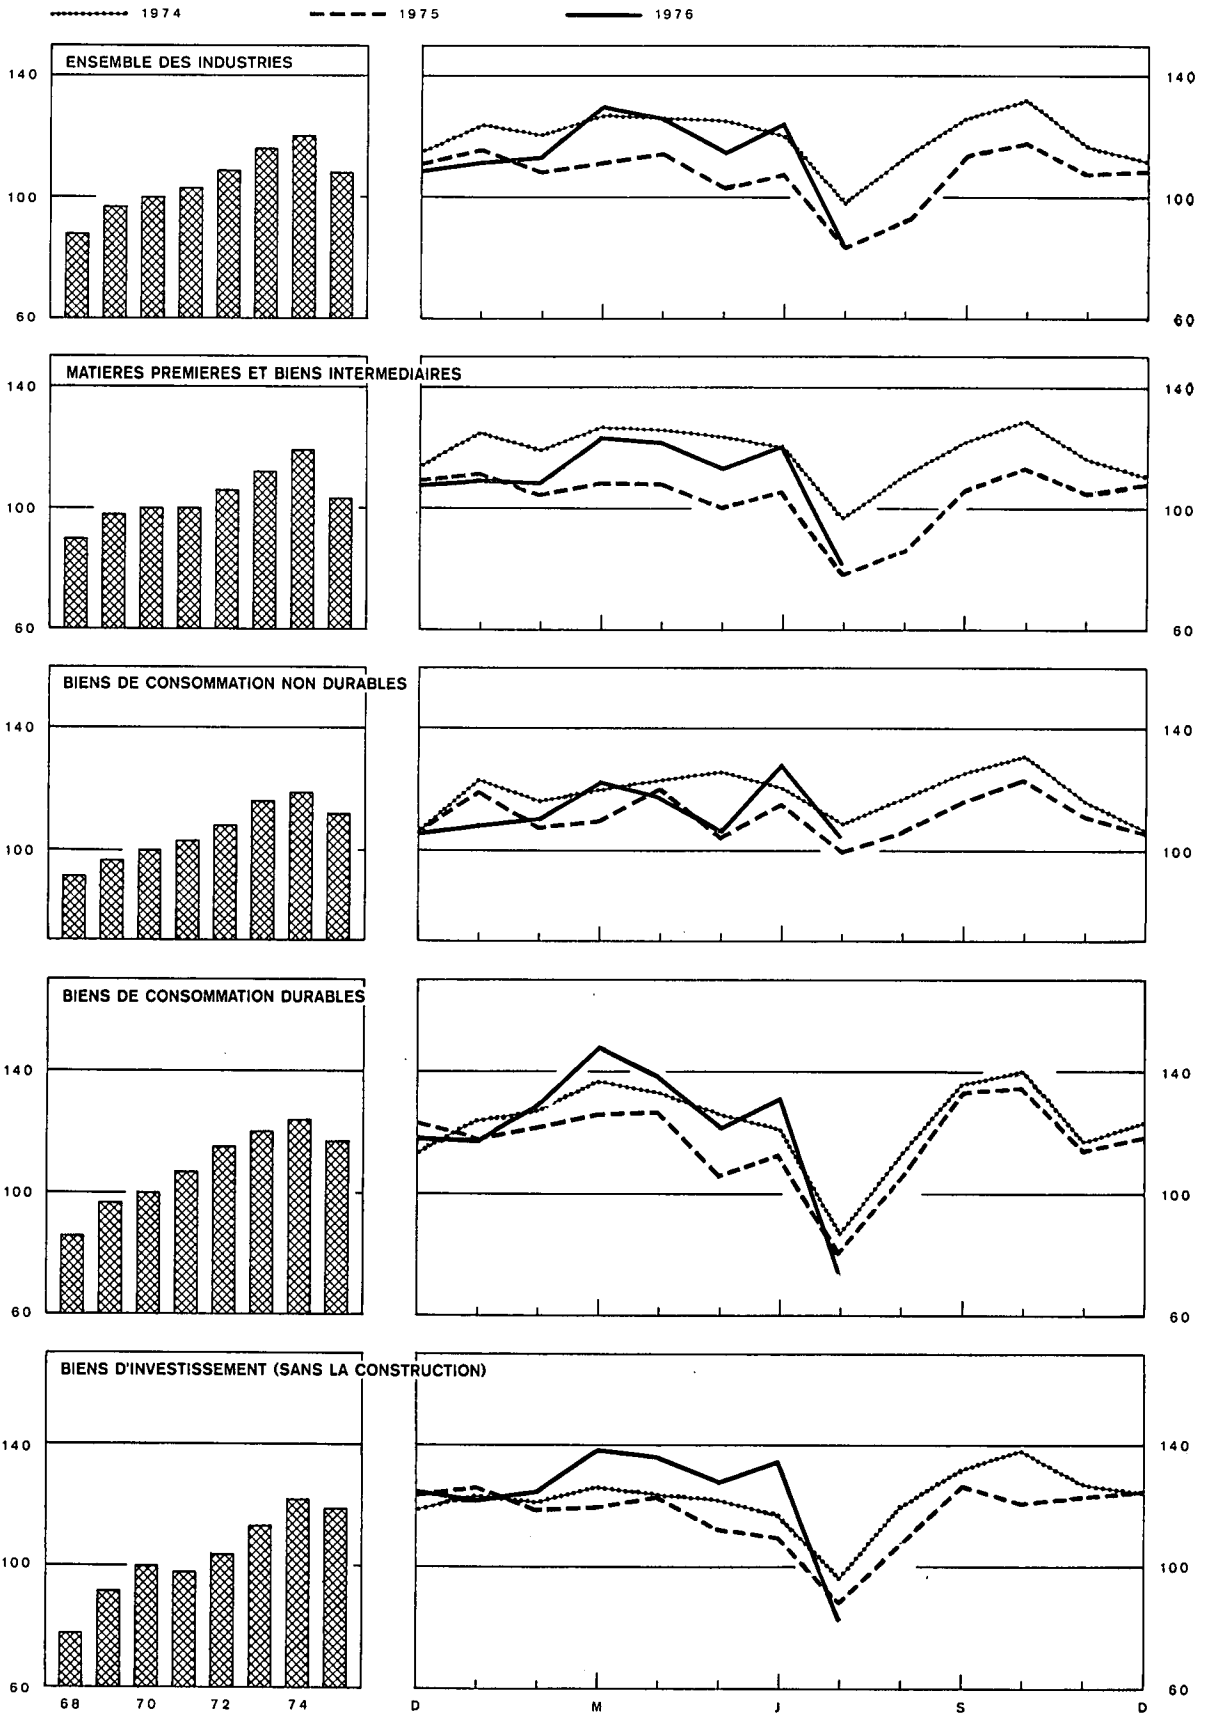 1974 1975 1976
ENSEMBLE DES INDUSTRIES
140 140
100 100
60 60
MATIERES PREMIERES ET BIENS INTERMEDIAIRES
140 140
100 100
60 60
BIENS DE CONSOMMATION NON DURABLES
140 140
100 100
BIENS DE CONSOMMATION DURABLES
140 140
100 100
60 60
BIENS D'INVESTISSEMENT (SANS LA CONSTRUCTION)
140 140
100 100
60 60
68 70 72 74 D M J S D